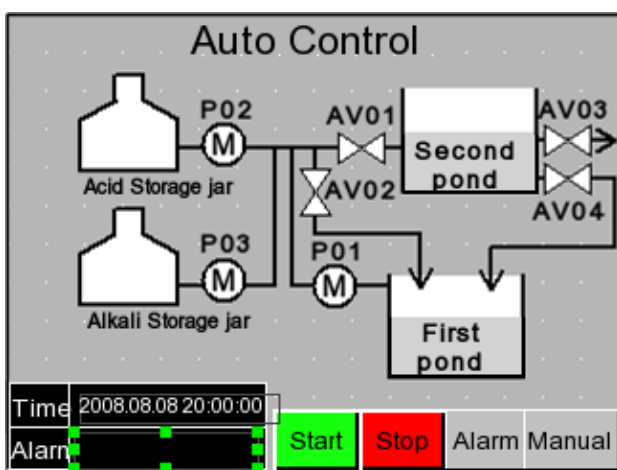 Auto Control
P02
M
AV01
AV03
Second
pond
Acid Storage jar
AV02
AV04
P03
M
P01
M
Alkali Storage jar
First
pond
Time 2008.08.08 20:00:00
Alarm
Start Stop Alarm Manual